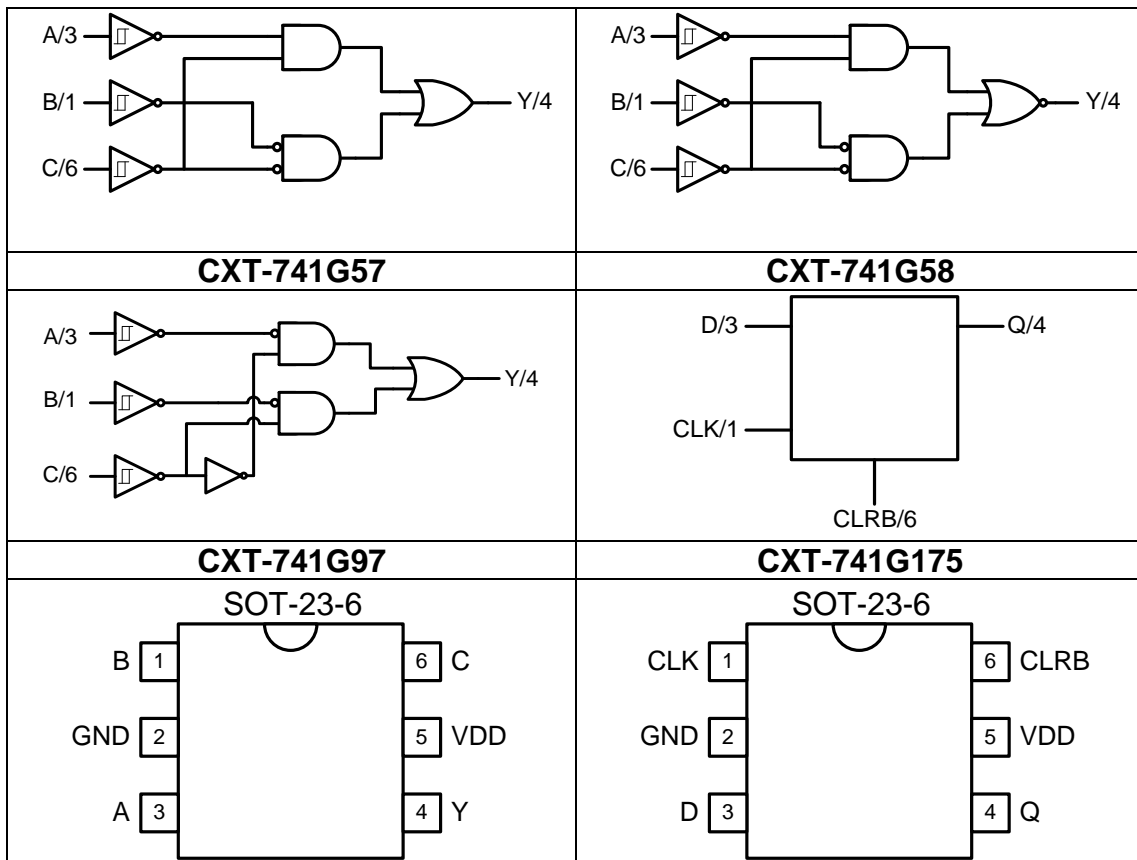 A/3
B/1
C/6
Y/4
A/3
B/1
C/6
Y/4
CXT-741G57
CXT-741G58
A/3
B/1
C/6
Y/4
D/3
CLK/1
Q/4
CLRB/6
CXT-741G97
CXT-741G175
SOT-23-6
B 1
6 C
GND 2
5 VDD
A 3
4 Y
SOT-23-6
CLK 1
6 CLRB
GND 2
5 VDD
D 3
4 Q